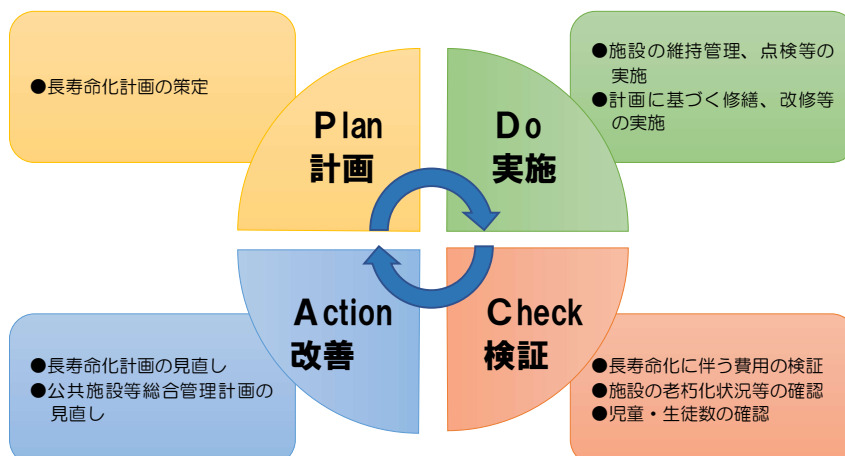 ●長寿命化計画の策定
Plan
計画
●施設の維持管理、点検等の
実施
●計画に基づく修繕、改修等
の実施
Do
実施
●長寿命化計画の見直し
●公共施設等総合管理計画の
見直し
Action
改善
Check
検証
●長寿命化に伴う費用の検証
●施設の老朽化状況等の確認
●児童・生徒数の確認